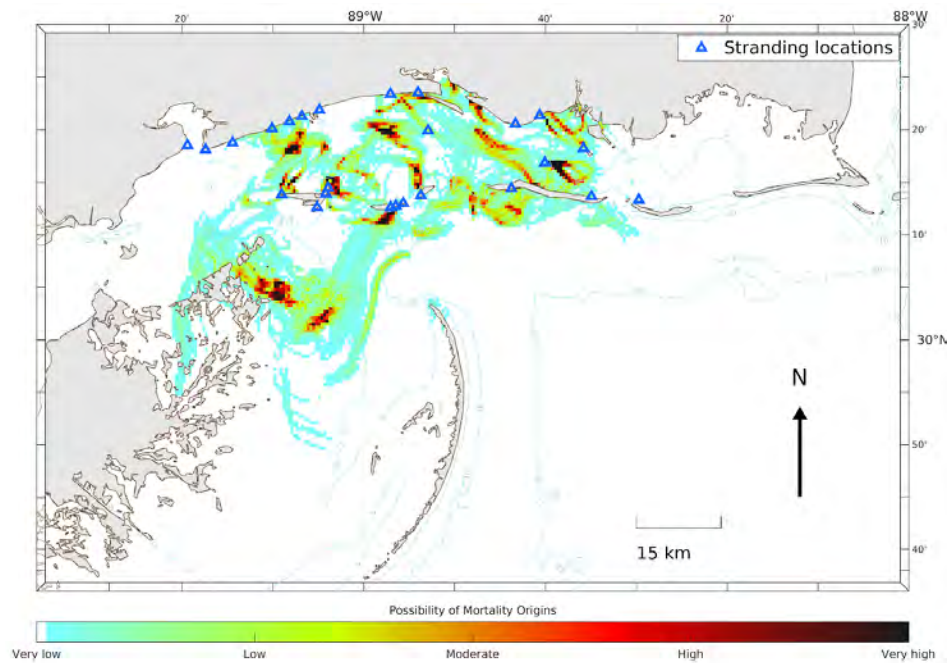 20' 89°W 40' 20' 88°W
30'
Stranding locations
20'
10'
30°N
N
50'
15 km
40'
Possibility of Mortality Origins
Very low Low Moderate High Very high